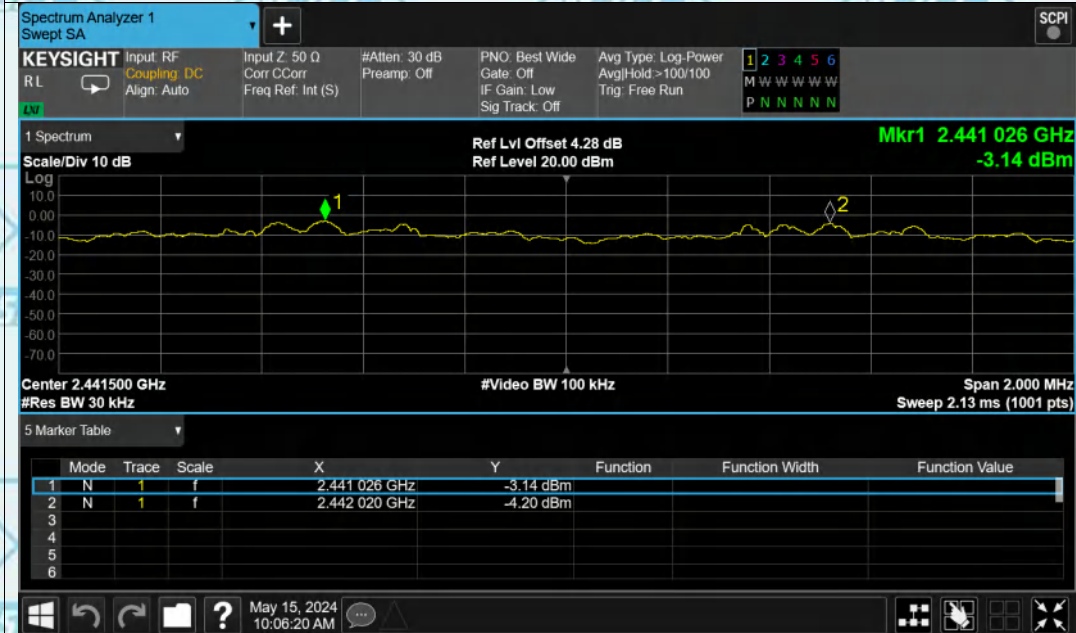 Spectrum Analyzer 1
Swept SA
+
SCPI
KEYSIGHT
RL
LXI
Input: RF
Coupling: DC
Align: Auto
Input Z: 50 Ω
Corr CCorr
Freq Ref: Int (S)
#Atten: 30 dB
Preamp: Off
PNO: Best Wide
Gate: Off
IF Gain: Low
Sig Track: Off
Avg Type: Log-Power
Avg|Hold:>100/100
Trig: Free Run
1 2 3 4 5 6
M W W W W W
P N N N N N
1 Spectrum
Scale/Div 10 dB
Ref Lvl Offset 4.28 dB
Ref Level 20.00 dBm
Mkr1 2.441 026 GHz
-3.14 dBm
Log
10.0
0.00
-10.0
-20.0
-30.0
-40.0
-50.0
-60.0
-70.0
1
2
Center 2.441500 GHz
#Res BW 30 kHz
#Video BW 100 kHz
Span 2.000 MHz
Sweep 2.13 ms (1001 pts)
5 Marker Table
Mode Trace Scale X Y Function Function Width Function Value
1 N 1 f 2.441 026 GHz -3.14 dBm
2 N 1 f 2.442 020 GHz -4.20 dBm
3
4
5
6
?
May 15, 2024
10:06:20 AM